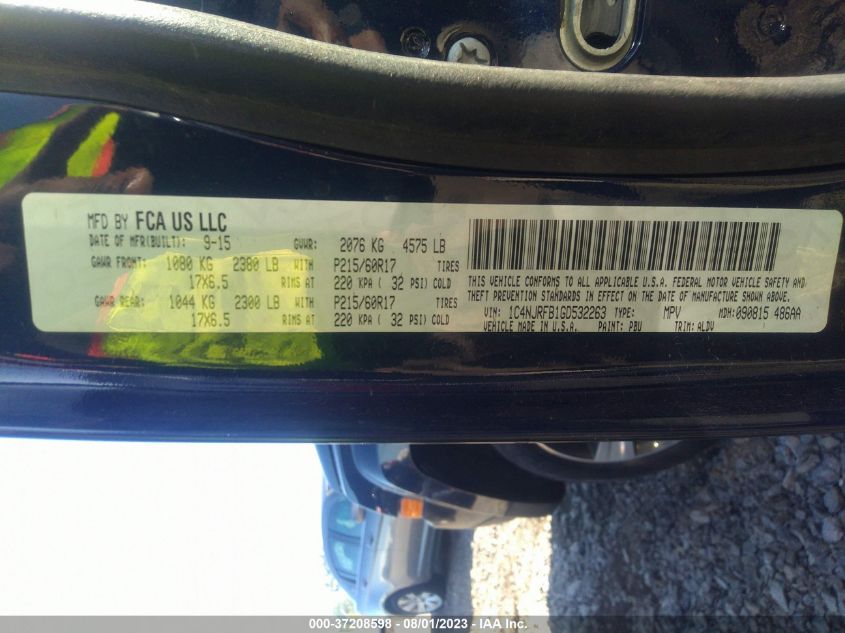 MFD BY FCA US LLC
DATE OF MFR(BUILT): 9-15 GVWR: 2076 KG 4575 LB
GAWR FRONT: 1080 KG 2380 LB WITH P215/60R17 TIRES
17X6.5 RIMS AT 220 KPA ( 32 PSI) COLD
GAWR REAR: 1044 KG 2300 LB WITH P215/60R17 TIRES
17X6.5 RIMS AT 220 KPA ( 32 PSI) COLD
THIS VEHICLE CONFORMS TO ALL APPLICABLE U.S.A. FEDERAL MOTOR VEHICLE SAFETY AND
THEFT PREVENTION STANDARDS IN EFFECT ON THE DATE OF MANUFACTURE SHOWN ABOVE.
VIN: 1C4NJRFB1GD532263 TYPE: MPV MDH: 090815 486AA
VEHICLE MADE IN U.S.A. PAINT: PBU TRIM: ALDV
000-37208598 - 08/01/2023 - IAA Inc.